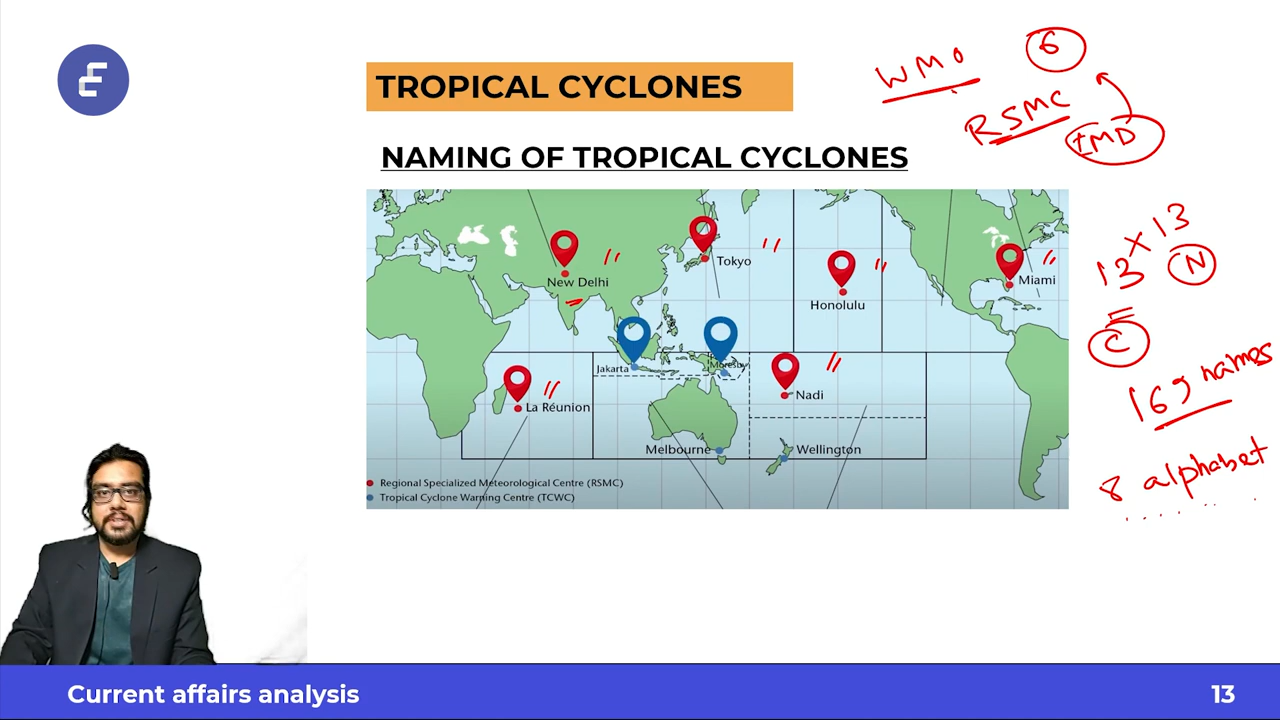 TROPICAL CYCLONES
NAMING OF TROPICAL CYCLONES
WMO
6
RSMC
IMD
13 × 13
N
C
169 names
8 alphabet
New Delhi
Tokyo
Honolulu
Miami
Jakarta
Moresby
La Réunion
Nadi
Melbourne
Wellington
Regional Specialized Meteorological Centre (RSMC)
Tropical Cyclone Warning Centre (TCWC)
Current affairs analysis
13